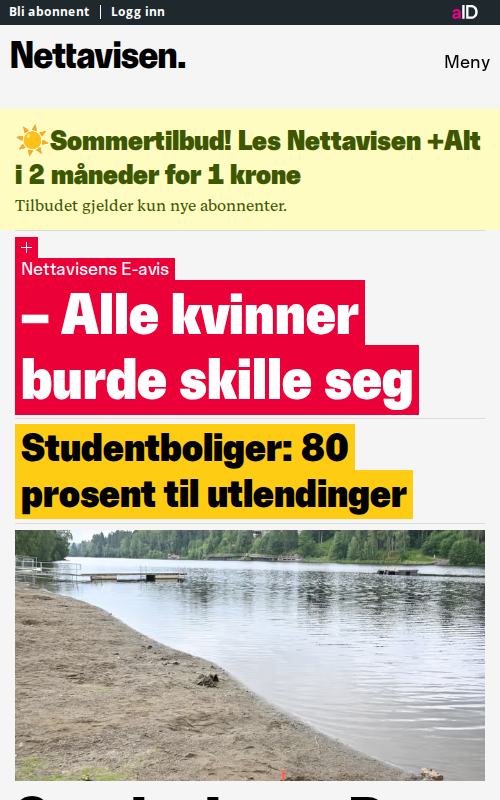 Bli abonnent | Logg inn
aID
Nettavisen.
Meny
☀️Sommertilbud! Les Nettavisen +Alt
i 2 måneder for 1 krone
Tilbudet gjelder kun nye abonnenter.
+
Nettavisens E-avis
– Alle kvinner
burde skille seg
Studentboliger: 80
prosent til utlendinger